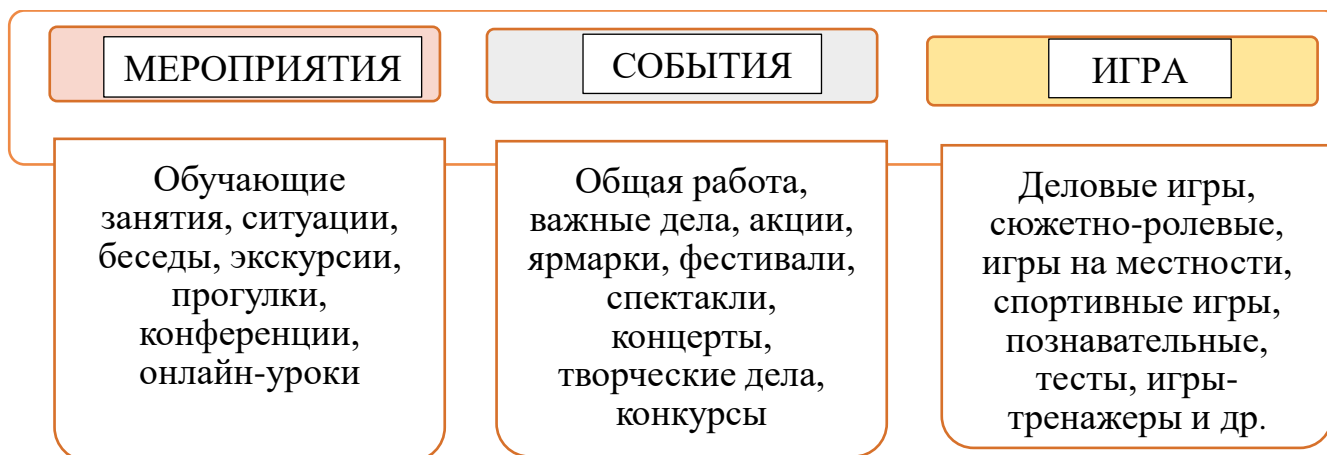 МЕРОПРИЯТИЯ
Обучающие
занятия, ситуации,
беседы, экскурсии,
прогулки,
конференции,
онлайн-уроки
СОБЫТИЯ
Общая работа,
важные дела, акции,
ярмарки, фестивали,
спектакли,
концерты,
творческие дела,
конкурсы
ИГРА
Деловые игры,
сюжетно-ролевые,
игры на местности,
спортивные игры,
познавательные,
тесты, игры-
тренажеры и др.